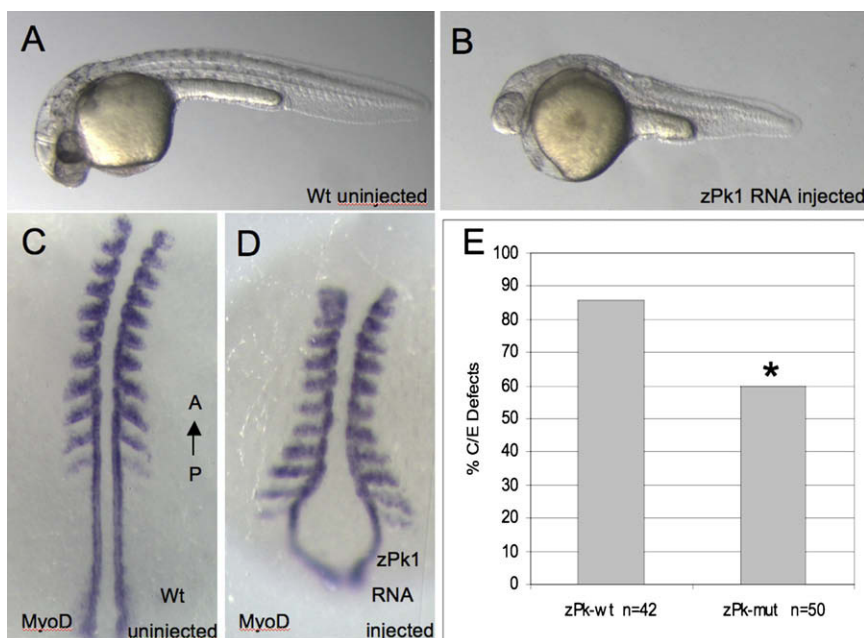 A
Wt uninjected
B
zPk1 RNA injected
C
A
P
Wt
MyoD
uninjected
D
zPk1
RNA
MyoD
injected
E
% C/E Defects
100
90
80
70
60
50
40
30
20
10
0
*
zPk-wt n=42
zPk-mut n=50